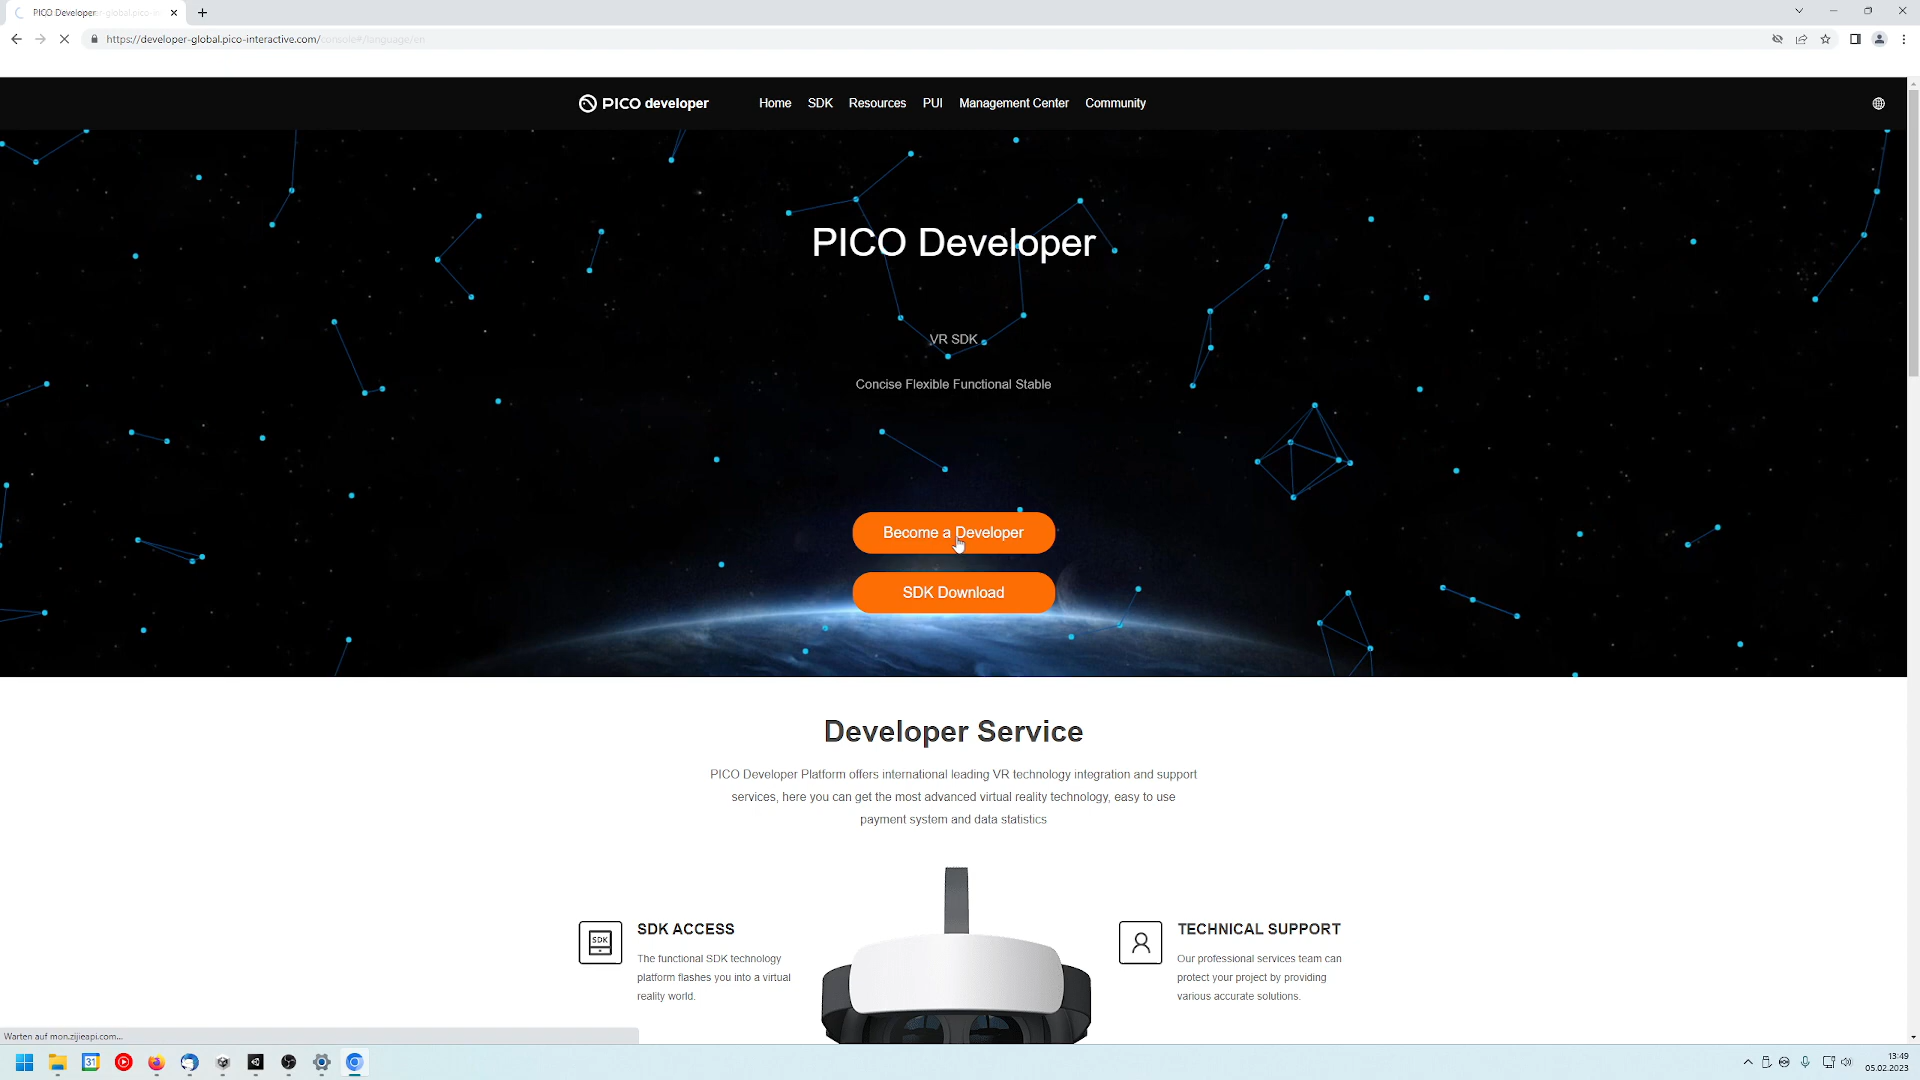 PICO Developer
https://developer-global.pico-interactive.com/console#/language/en
PICO developer
Home SDK Resources PUI Management Center Community
PICO Developer
VR SDK
Concise Flexible Functional Stable
Become a Developer
SDK Download
Developer Service
PICO Developer Platform offers international leading VR technology integration and support
services, here you can get the most advanced virtual reality technology, easy to use
payment system and data statistics
SDK
SDK ACCESS
The functional SDK technology
platform flashes you into a virtual
reality world.
TECHNICAL SUPPORT
Our professional services team can
protect your project by providing
various accurate solutions.
Warten auf mon.zijieapi.com...
31
13:49
05.02.2023